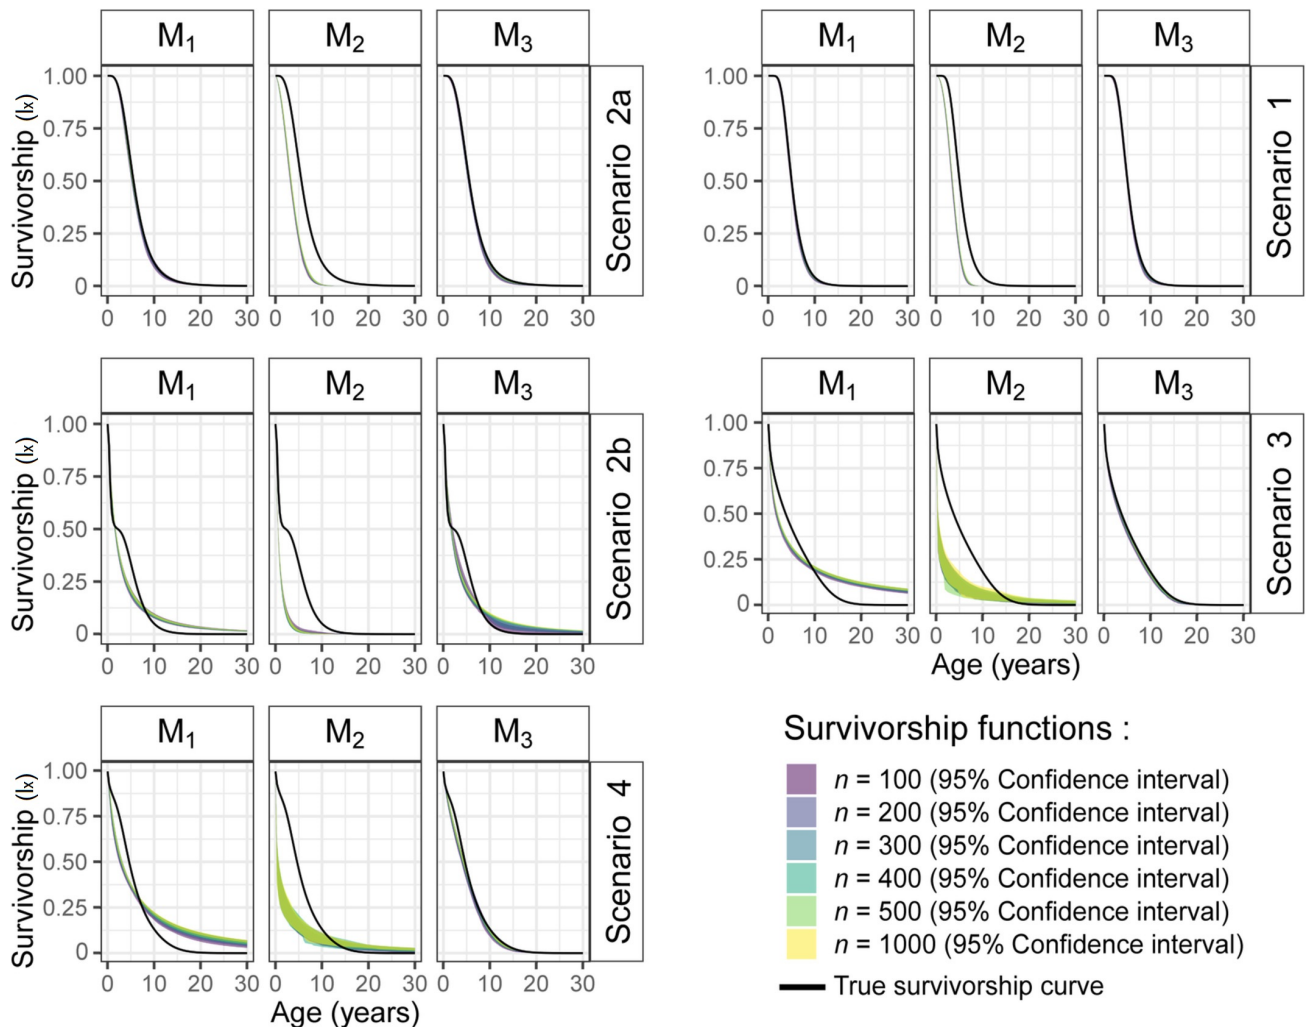 M1 M2 M3
1.00
0.75
0.50
0.25
0
Survivorship (lx)
0 10 20 30 0 10 20 30 0 10 20 30
Scenario 2a
M1 M2 M3
1.00
0.75
0.50
0.25
0
0 10 20 30 0 10 20 30 0 10 20 30
Scenario 1
M1 M2 M3
1.00
0.75
0.50
0.25
0
Survivorship (lx)
0 10 20 30 0 10 20 30 0 10 20 30
Scenario 2b
M1 M2 M3
1.00
0.75
0.50
0.25
0
0 10 20 30 0 10 20 30 0 10 20 30
Scenario 3
Age (years)
M1 M2 M3
1.00
0.75
0.50
0.25
0
Survivorship (lx)
0 10 20 30 0 10 20 30 0 10 20 30
Scenario 4
Age (years)
Survivorship functions :
n = 100 (95% Confidence interval)
n = 200 (95% Confidence interval)
n = 300 (95% Confidence interval)
n = 400 (95% Confidence interval)
n = 500 (95% Confidence interval)
n = 1000 (95% Confidence interval)
True survivorship curve